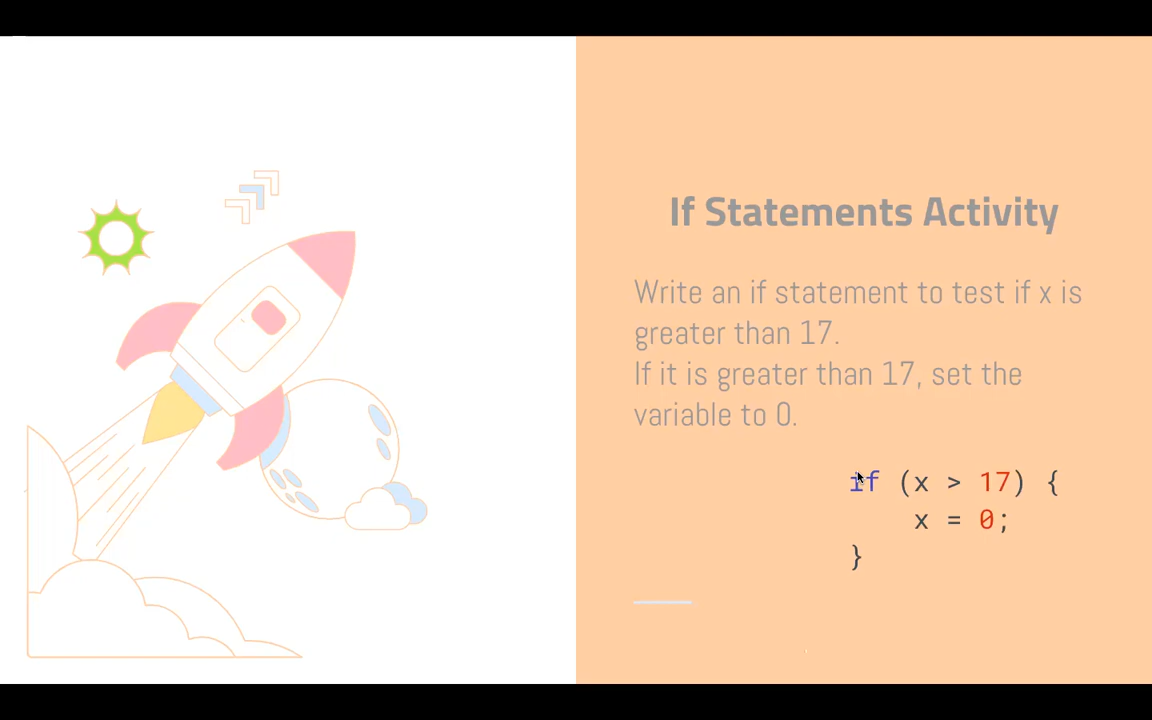 If Statements Activity
Write an if statement to test if x is
greater than 17.
If it is greater than 17, set the
variable to 0.
if (x > 17) {
x = 0;
}